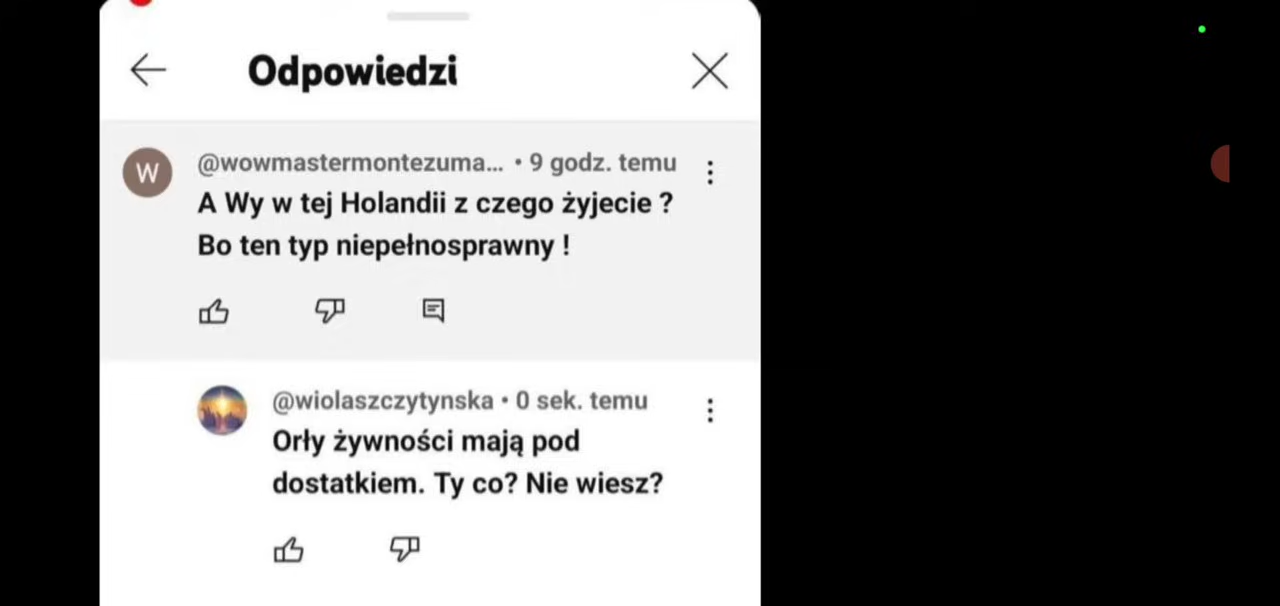 Odpowiedzi
W
@wowmastermontezuma... • 9 godz. temu
A Wy w tej Holandii z czego żyjecie ?
Bo ten typ niepełnosprawny !
@wiolaszczytynska • 0 sek. temu
Orły żywności mają pod
dostatkiem. Ty co? Nie wiesz?